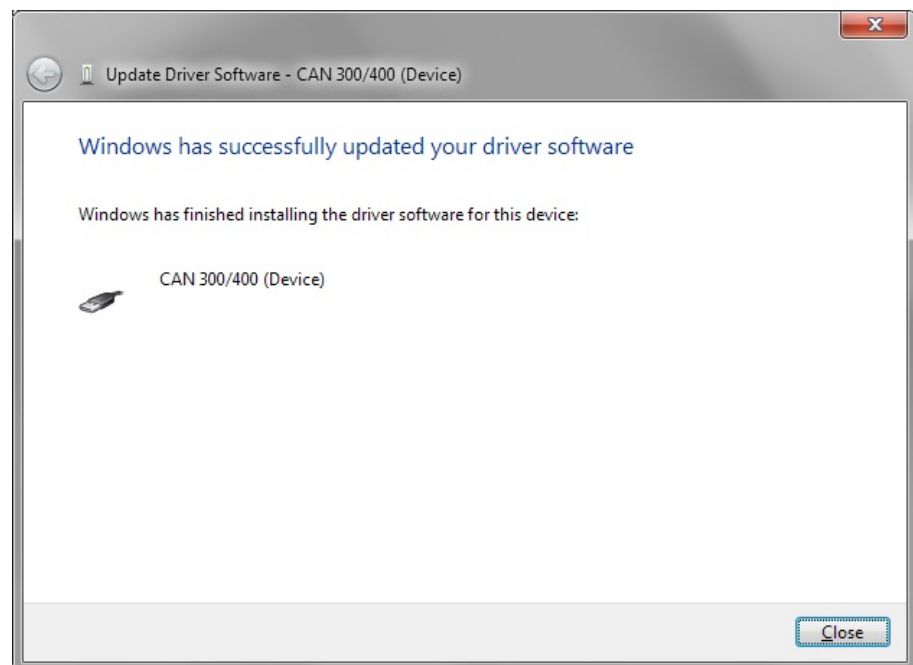 Update Driver Software - CAN 300/400 (Device)
Windows has successfully updated your driver software
Windows has finished installing the driver software for this device:
CAN 300/400 (Device)
Close